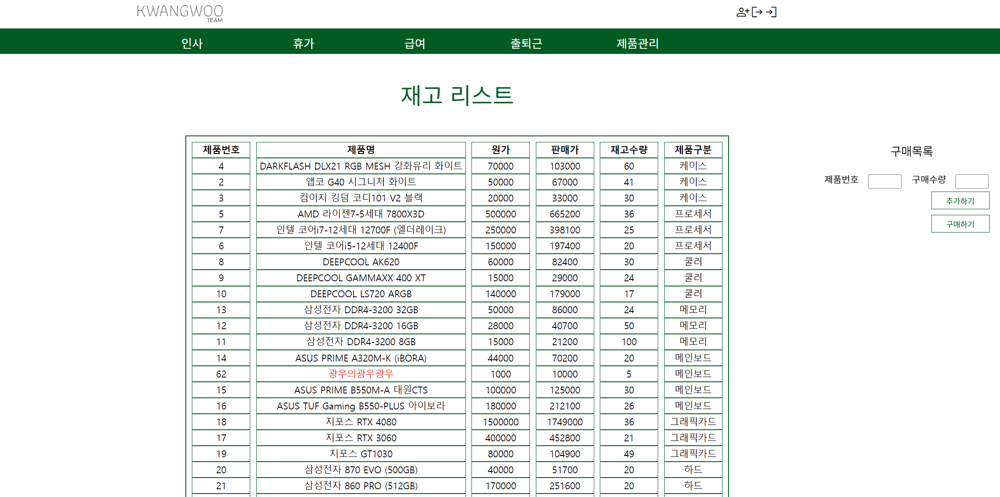 KWANGWOO
TEAM
인사 휴가 급여 출퇴근 제품관리
재고 리스트
제품번호 제품명 원가 판매가 재고수량 제품구분
4 DARKFLASH DLX21 RGB MESH 강화유리 화이트 70000 103000 60 케이스
2 앱코 G40 시그니처 화이트 50000 67000 41 케이스
3 컴이지 킹덤 코디101 V2 블랙 20000 33000 30 케이스
5 AMD 라이젠7-5세대 7800X3D 500000 665200 36 프로세서
7 인텔 코어i7-12세대 12700F (엘더레이크) 250000 398100 25 프로세서
6 인텔 코어i5-12세대 12400F 150000 197400 20 프로세서
8 DEEPCOOL AK620 60000 82400 30 쿨러
9 DEEPCOOL GAMMAXX 400 XT 15000 29000 24 쿨러
10 DEEPCOOL LS720 ARGB 140000 179000 17 쿨러
13 삼성전자 DDR4-3200 32GB 50000 86000 24 메모리
12 삼성전자 DDR4-3200 16GB 28000 40700 50 메모리
11 삼성전자 DDR4-3200 8GB 15000 21200 100 메모리
14 ASUS PRIME A320M-K (iBORA) 44000 70200 20 메인보드
62 광우의광우광우 1000 10000 5 메인보드
15 ASUS PRIME B550M-A 대원CTS 100000 125000 30 메인보드
16 ASUS TUF Gaming B550-PLUS 아이보라 180000 212100 26 메인보드
18 지포스 RTX 4080 1500000 1749000 36 그래픽카드
17 지포스 RTX 3060 400000 452800 21 그래픽카드
19 지포스 GT1030 80000 104900 49 그래픽카드
20 삼성전자 870 EVO (500GB) 40000 51700 20 하드
21 삼성전자 860 PRO (512GB) 170000 251600 20 하드
구매목록
제품번호 구매수량
추가하기
구매하기